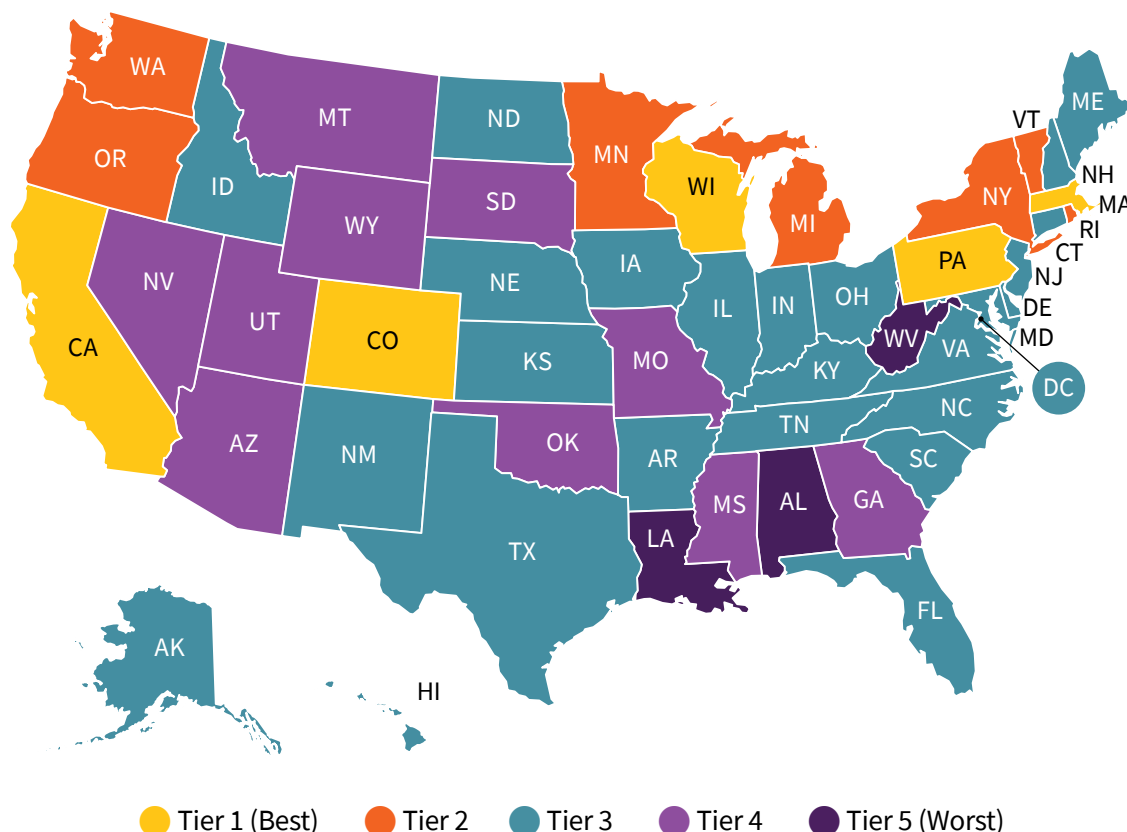 WA
MT
ND
ME
VT
OR
MN
ID
NH
WI
NY
SD
MA
WY
MI
RI
CT
PA
IA
NJ
NE
NV
OH
IL
IN
DE
UT
CO
WV
MD
CA
VA
KS
MO
KY
DC
NC
TN
AZ
OK
NM
AR
SC
MS
AL
GA
LA
TX
FL
AK
HI
Tier 1 (Best) Tier 2 Tier 3 Tier 4 Tier 5 (Worst)